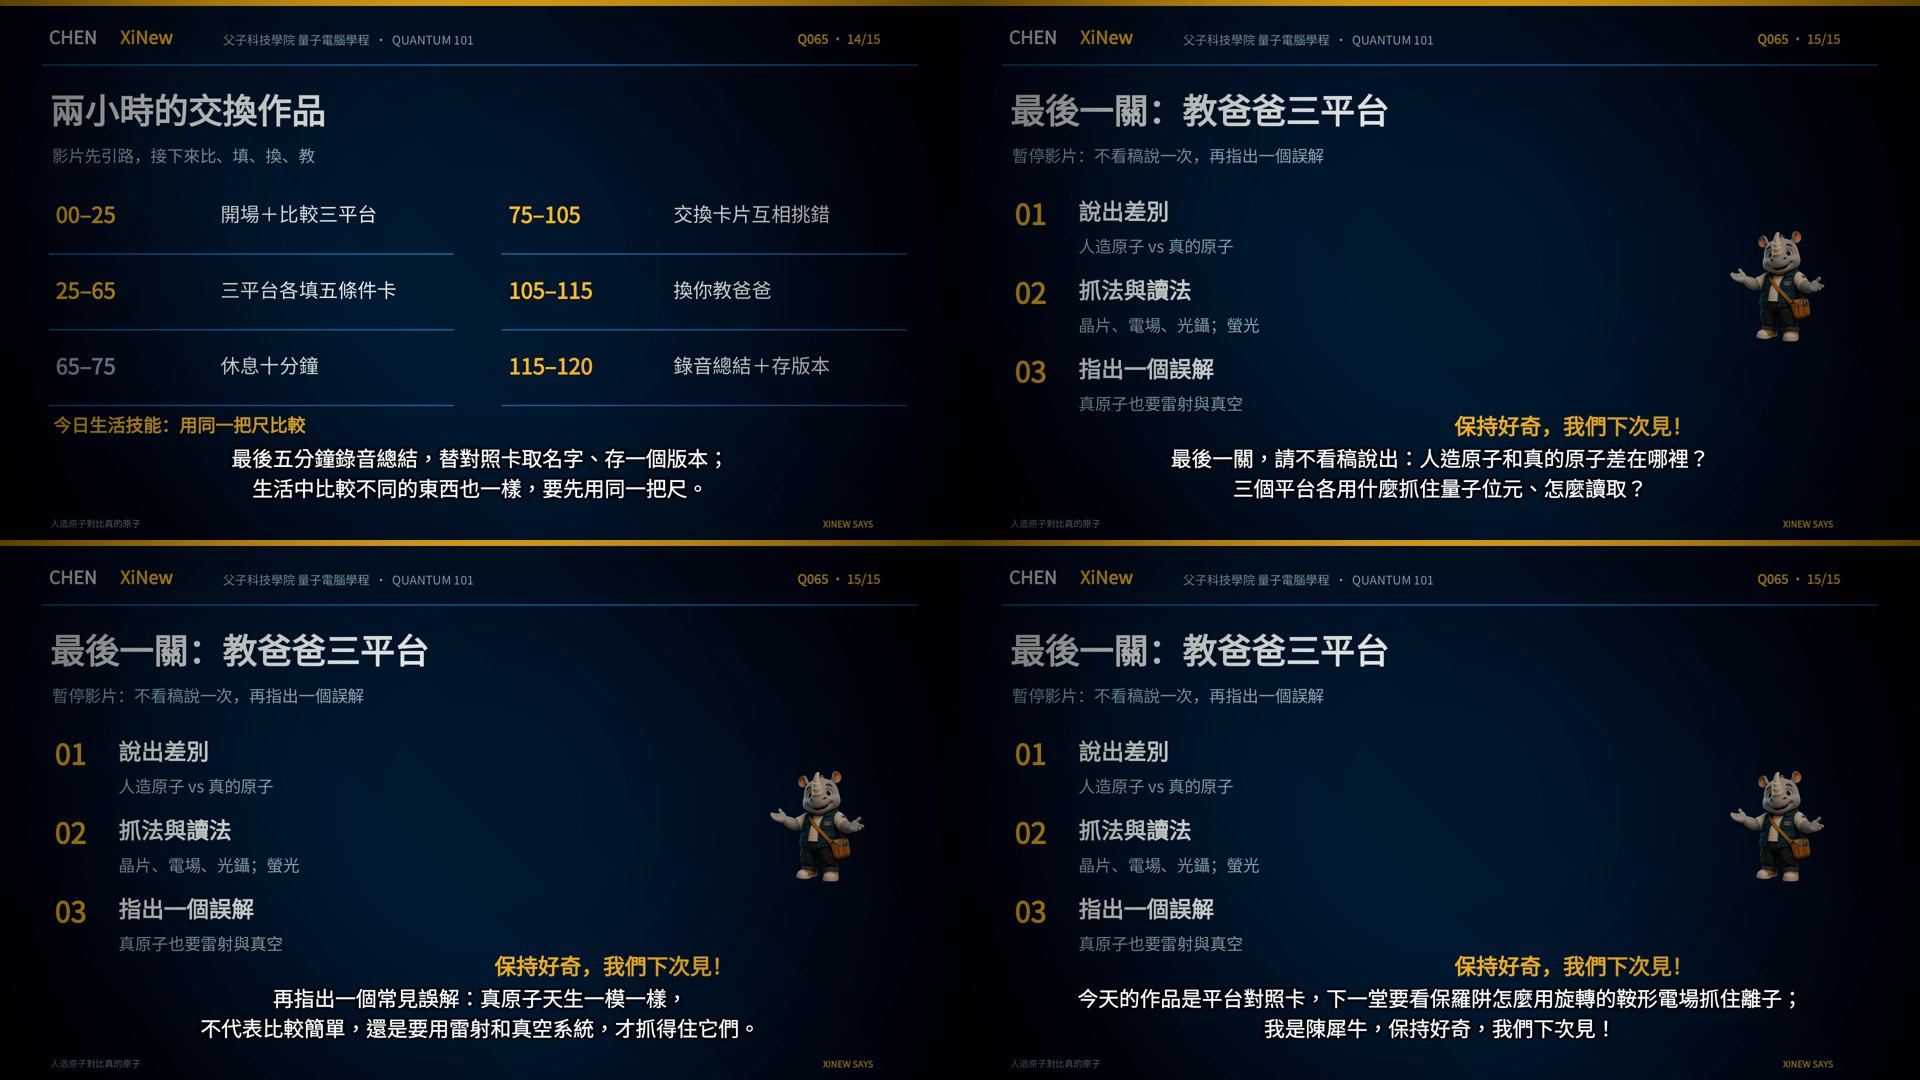 CHEN XiNew 父子科技學院 量子電腦學程 · QUANTUM 101 Q065 · 14/15
兩小時的交換作品
影片先引路，接下來比、填、換、教
00–25 開場＋比較三平台 75–105 交換卡片互相挑錯
25–65 三平台各填五條件卡 105–115 換你教爸爸
65–75 休息十分鐘 115–120 錄音總結＋存版本
今日生活技能：用同一把尺比較
最後五分鐘錄音總結，替對照卡取名字、存一個版本；
生活中比較不同的東西也一樣，要先用同一把尺。
人造原子對比真的原子 XINEW SAYS
CHEN XiNew 父子科技學院 量子電腦學程 · QUANTUM 101 Q065 · 15/15
最後一關：教爸爸三平台
暫停影片：不看稿說一次，再指出一個誤解
01 說出差別
人造原子 vs 真的原子
02 抓法與讀法
晶片、電場、光鑷；螢光
03 指出一個誤解
真原子也要雷射與真空
保持好奇，我們下次見！
最後一關，請不看稿說出：人造原子和真的原子差在哪裡？
三個平台各用什麼抓住量子位元、怎麼讀取？
人造原子對比真的原子 XINEW SAYS
CHEN XiNew 父子科技學院 量子電腦學程 · QUANTUM 101 Q065 · 15/15
最後一關：教爸爸三平台
暫停影片：不看稿說一次，再指出一個誤解
01 說出差別
人造原子 vs 真的原子
02 抓法與讀法
晶片、電場、光鑷；螢光
03 指出一個誤解
真原子也要雷射與真空
保持好奇，我們下次見！
再指出一個常見誤解：真原子天生一模一樣，
不代表比較簡單，還是要用雷射和真空系統，才抓得住它們。
人造原子對比真的原子 XINEW SAYS
CHEN XiNew 父子科技學院 量子電腦學程 · QUANTUM 101 Q065 · 15/15
最後一關：教爸爸三平台
暫停影片：不看稿說一次，再指出一個誤解
01 說出差別
人造原子 vs 真的原子
02 抓法與讀法
晶片、電場、光鑷；螢光
03 指出一個誤解
真原子也要雷射與真空
保持好奇，我們下次見！
今天的作品是平台對照卡，下一堂要看保羅阱怎麼用旋轉的鞍形電場抓住離子；
我是陳犀牛，保持好奇，我們下次見！
人造原子對比真的原子 XINEW SAYS